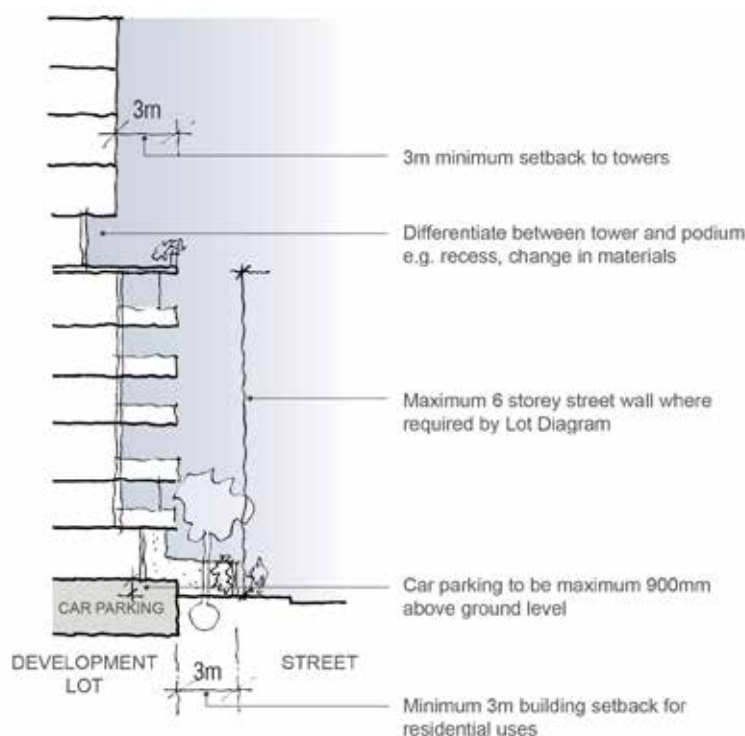 3m
3m minimum setback to towers
Differentiate between tower and podium
e.g. recess, change in materials
Maximum 6 storey street wall where
required by Lot Diagram
Car parking to be maximum 900mm
above ground level
CAR PARKING
DEVELOPMENT
LOT
3m
STREET
Minimum 3m building setback for
residential uses